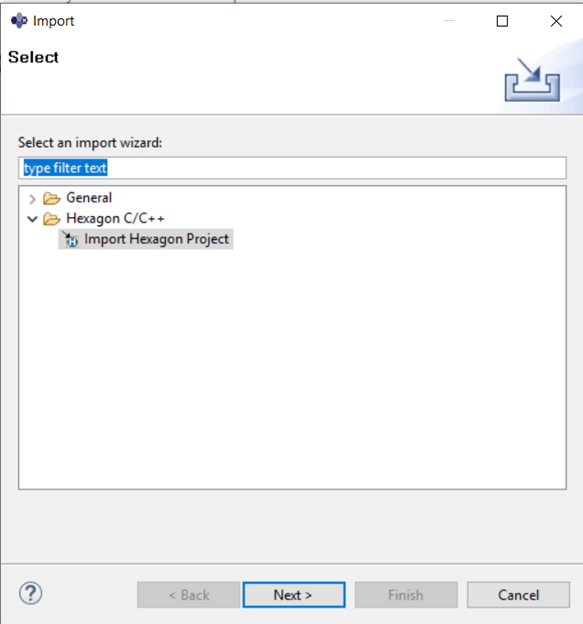 Import
Select
Select an import wizard:
type filter text
General
Hexagon C/C++
Import Hexagon Project
?
< Back Next > Finish Cancel